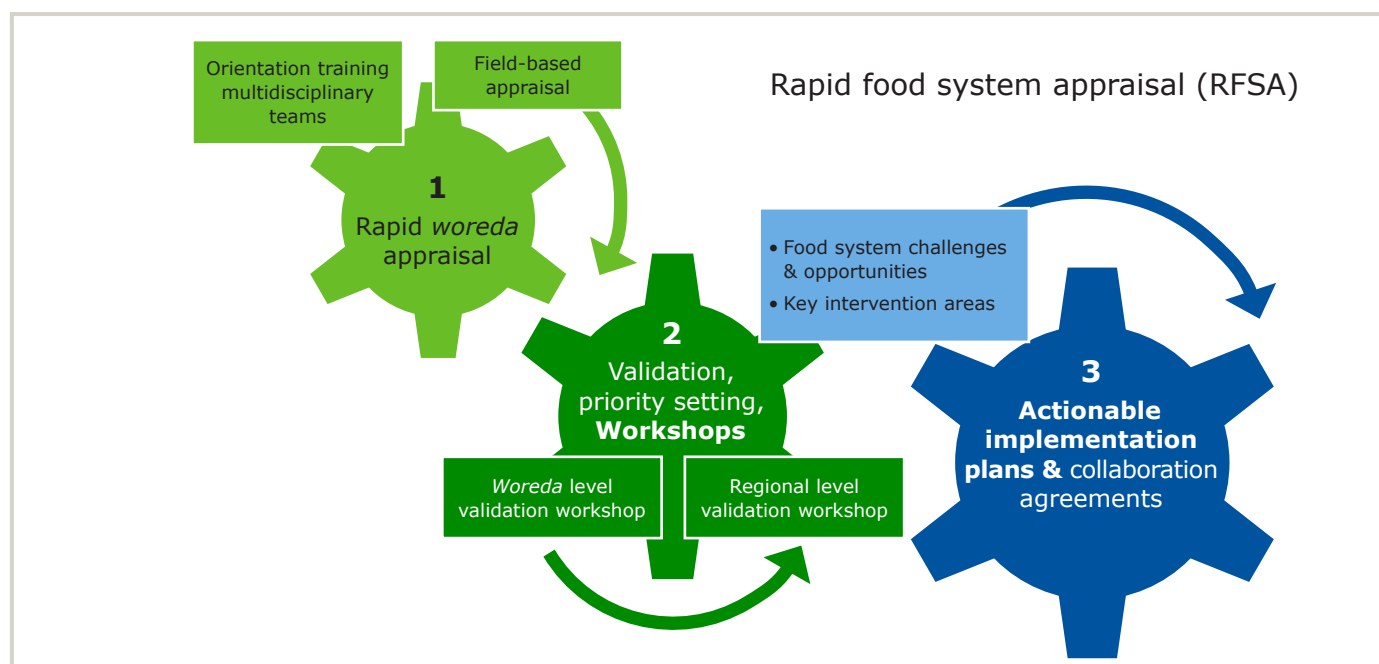 Rapid food system appraisal (RFSA)
Orientation training
multidisciplinary
teams
Field-based
appraisal
1
Rapid woreda
appraisal
2
Validation,
priority setting,
Workshops
Woreda level
validation workshop
Regional level
validation workshop
• Food system challenges
& opportunities
• Key intervention areas
3
Actionable
implementation
plans & collaboration
agreements